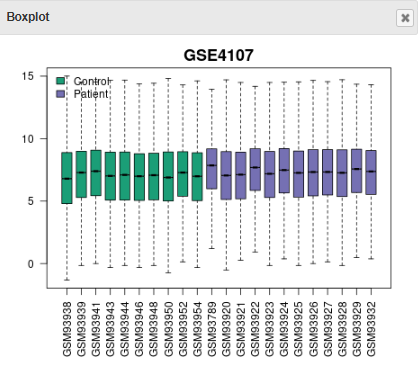 Boxplot
GSE4107
Control
Patient
15
10
5
0
GSM93938
GSM93939
GSM93941
GSM93943
GSM93944
GSM93946
GSM93948
GSM93950
GSM93952
GSM93954
GSM93789
GSM93920
GSM93921
GSM93922
GSM93923
GSM93924
GSM93925
GSM93926
GSM93927
GSM93928
GSM93929
GSM93932